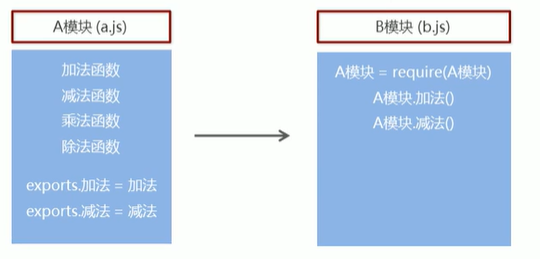 A模块 (a.js)
加法函数
减法函数
乘法函数
除法函数
exports.加法 = 加法
exports.减法 = 减法
B模块 (b.js)
A模块 = require(A模块)
A模块.加法()
A模块.减法()